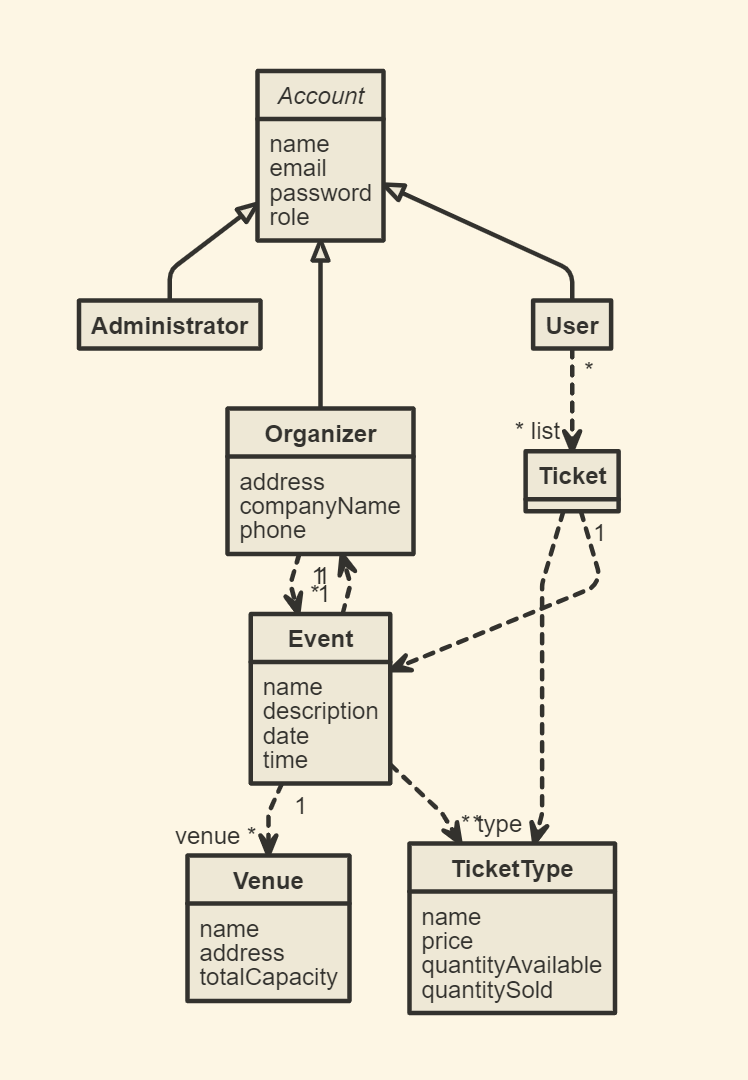 Account
name
email
password
role
Administrator
User
*
* list
Organizer
address
companyName
phone
Ticket
1
1 1
*1
Event
name
description
date
time
1
venue *
* *type
Venue
name
address
totalCapacity
TicketType
name
price
quantityAvailable
quantitySold